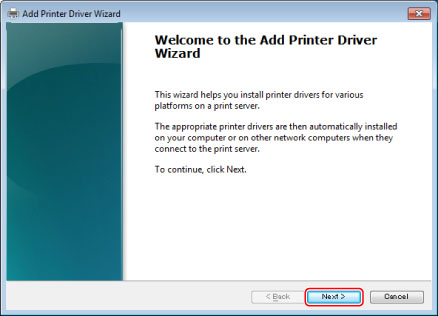 Add Printer Driver Wizard
Welcome to the Add Printer Driver
Wizard
This wizard helps you install printer drivers for various
platforms on a print server.
The appropriate printer drivers are then automatically installed
on your computer or on other network computers when they
connect to the print server.
To continue, click Next.
< Back
Next >
Cancel